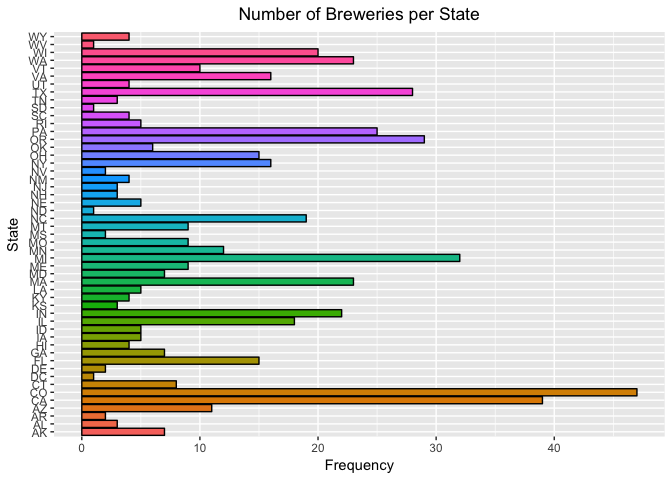 Number of Breweries per State
WY
WV
WI
WA
VT
VA
UT
TX
TN
SD
SC
RI
PA
OR
OK
OH
NY
NV
NM
NJ
NH
NE
ND
NC
MT
MS
MO
MN
MI
ME
MD
MA
LA
KY
KS
IN
IL
ID
IA
HI
GA
FL
DE
DC
CT
CO
CA
AZ
AR
AL
AK
State
0 10 20 30 40
Frequency